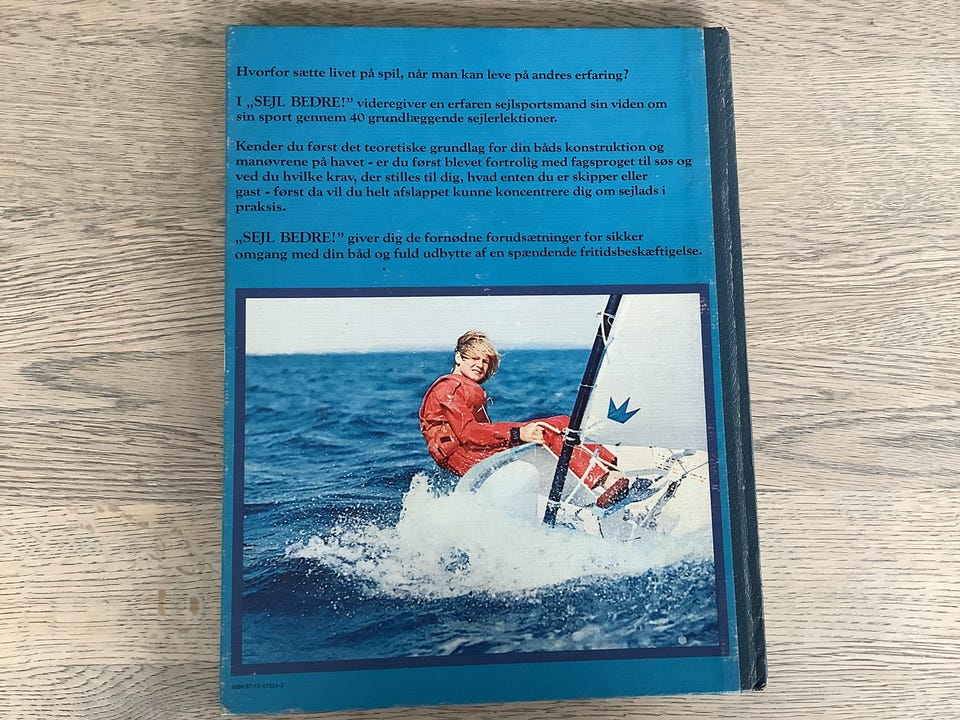 Hvorfor sætte livet på spil, når man kan leve på andres erfaring?
I „SEJL BEDRE!” videregiver en erfaren sejlsportsmand sin viden om
sin sport gennem 40 grundlæggende sejlerlektioner.
Kender du først det teoretiske grundlag for din båds konstruktion og
manøvrene på havet - er du først blevet fortrolig med fagsproget til søs og
ved du hvilke krav, der stilles til dig, hvad enten du er skipper eller
gast - først da vil du helt afslappet kunne koncentrere dig om sejlads i
praksis.
„SEJL BEDRE!” giver dig de fornødne forudsætninger for sikker
omgang med din båd og fuld udbytte af en spændende fritidsbeskæftigelse.
ISBN